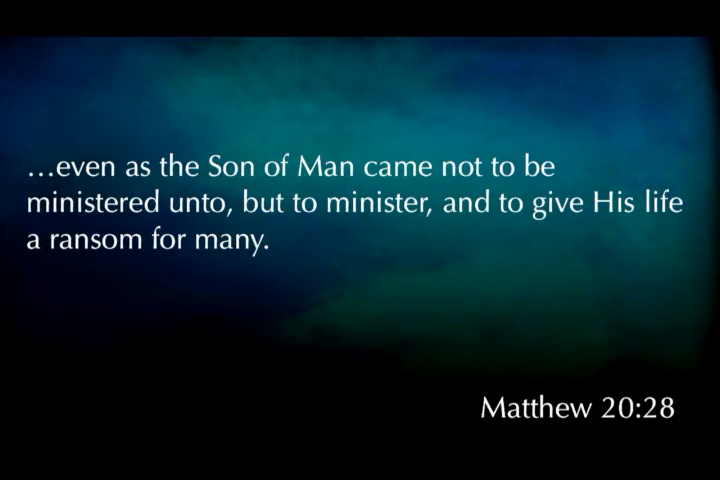 …even as the Son of Man came not to be
ministered unto, but to minister, and to give His life
a ransom for many.
Matthew 20:28